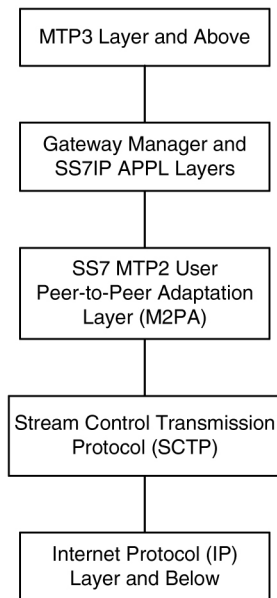 MTP3 Layer and Above
Gateway Manager and
SS7IP APPL Layers
SS7 MTP2 User
Peer-to-Peer Adaptation
Layer (M2PA)
Stream Control Transmission
Protocol (SCTP)
Internet Protocol (IP)
Layer and Below